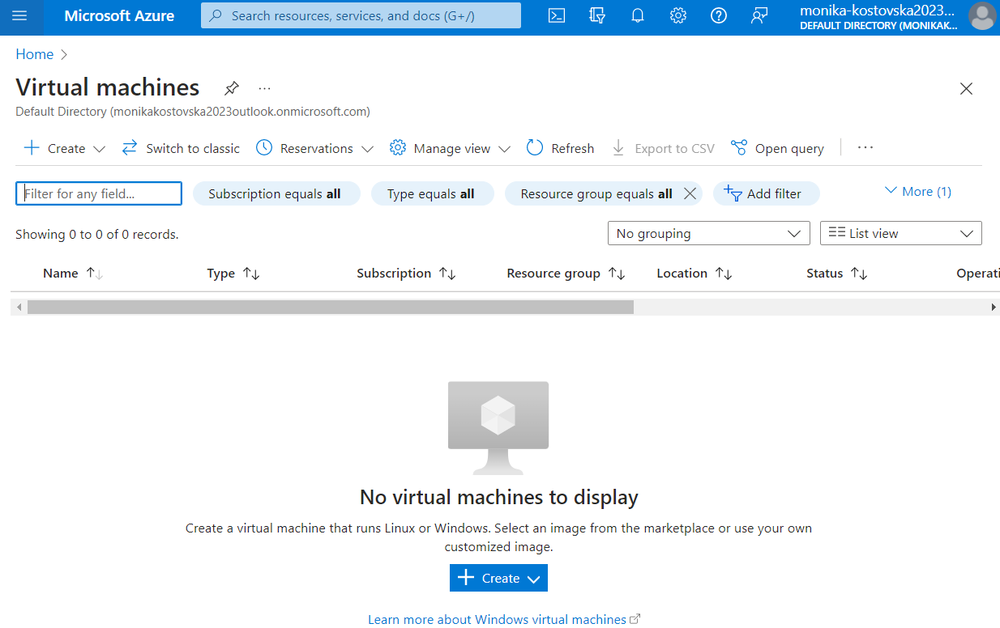 Microsoft Azure
Search resources, services, and docs (G+/)
monika-kostovska2023...
DEFAULT DIRECTORY (MONIKAK...
Home
Virtual machines
...
Default Directory (monikakostovska2023outlook.onmicrosoft.com)
Create Switch to classic Reservations Manage view Refresh Export to CSV Open query ...
Filter for any field... Subscription equals all Type equals all Resource group equals all Add filter More (1)
Showing 0 to 0 of 0 records. No grouping List view
Name Type Subscription Resource group Location Status Operati
No virtual machines to display
Create a virtual machine that runs Linux or Windows. Select an image from the marketplace or use your own
customized image.
Create
Learn more about Windows virtual machines